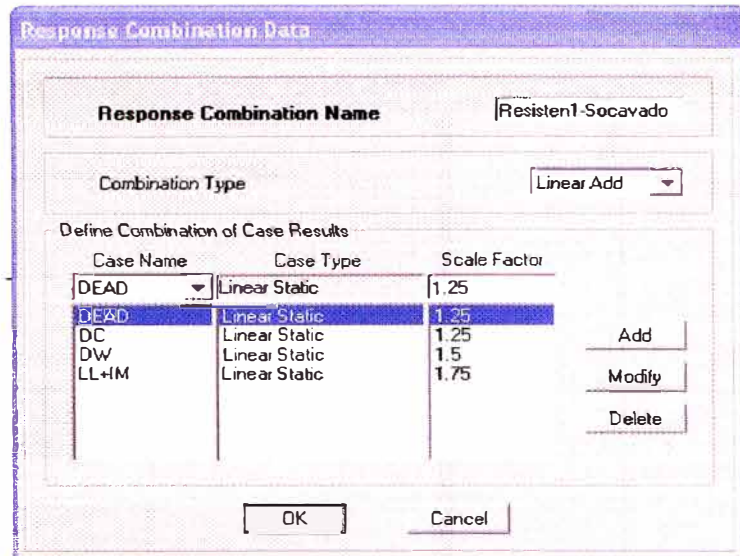 Response Combination Data
Response Combination Name Resisten1-Socavado
Combination Type Linear Add
Define Combination of Case Results
Case Name Case Type Scale Factor
DEAD Linear Static 1.25
DEAD Linear Static 1.25
DC Linear Static 1.25
DW Linear Static 1.5
LL+IM Linear Static 1.75
Add
Modify
Delete
OK Cancel